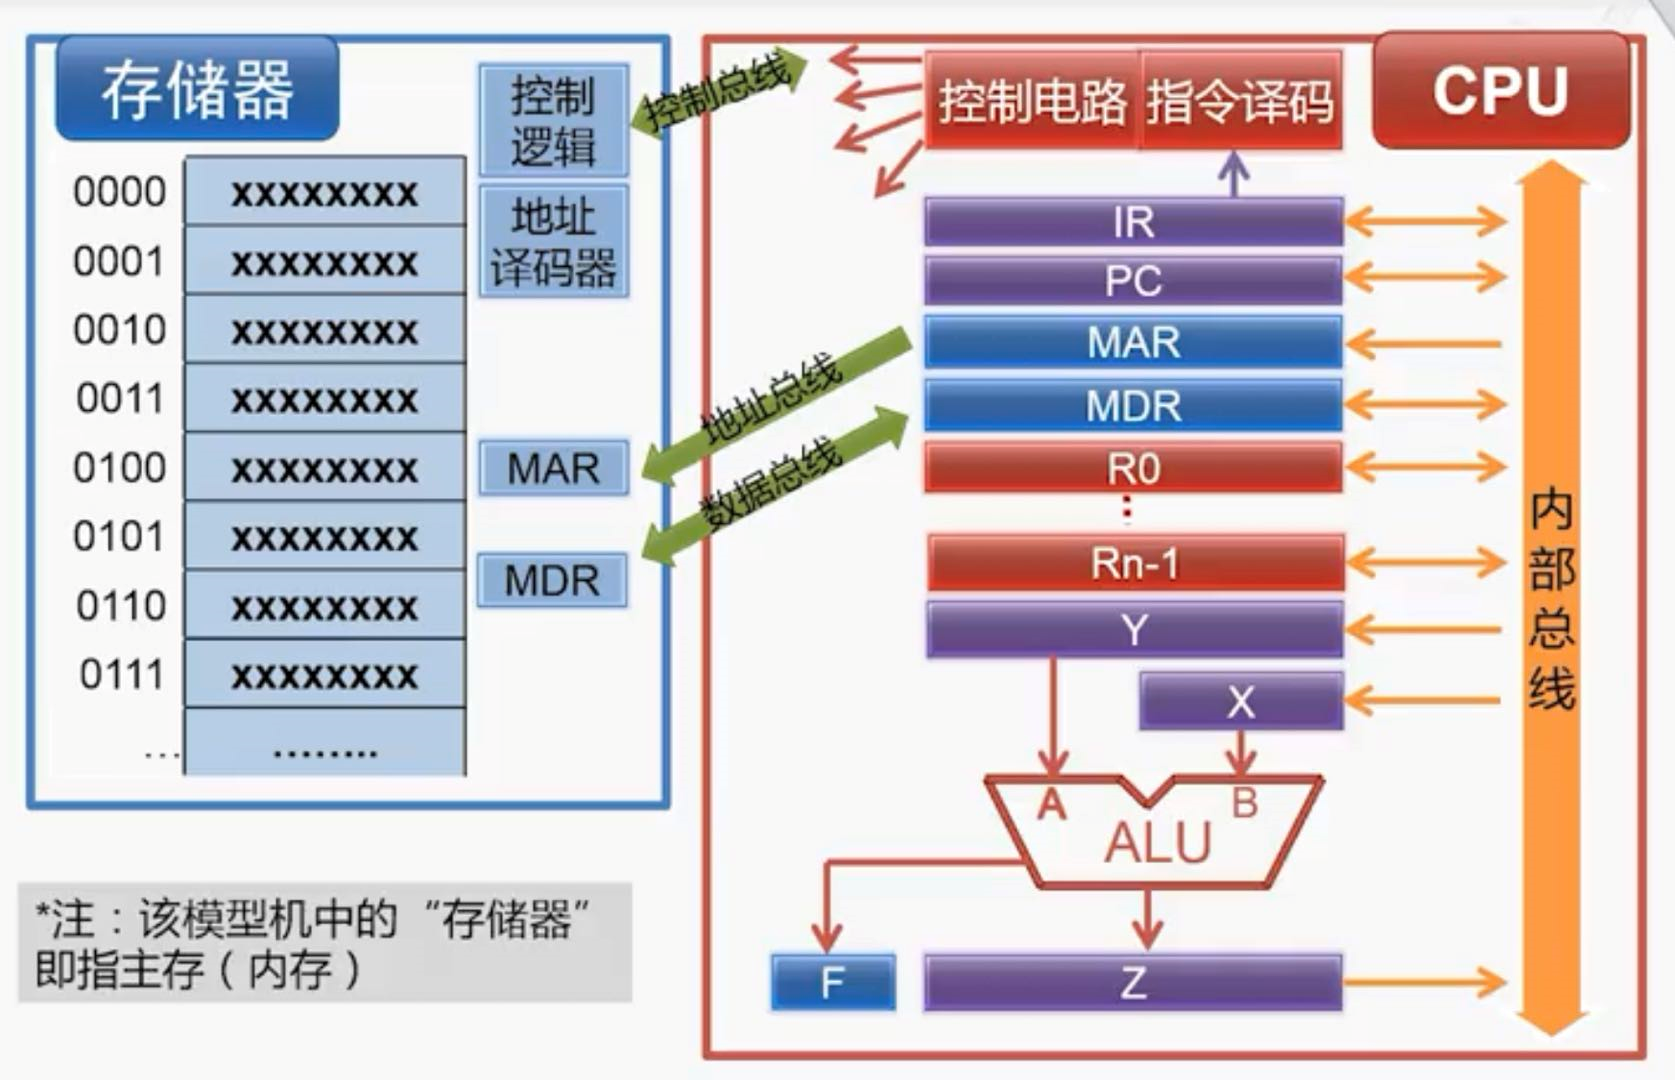 存储器
控制
逻辑
地址
译码器
0000 xxxxxxxx
0001 xxxxxxxx
0010 xxxxxxxx
0011 xxxxxxxx
0100 xxxxxxxx
0101 xxxxxxxx
0110 xxxxxxxx
0111 xxxxxxxx
... ........
MAR
MDR
控制总线
地址总线
数据总线
控制电路
指令译码
CPU
IR
PC
MAR
MDR
R0
⋮
Rn-1
Y
X
A
B
ALU
F
Z
内
部
总
线
*注：该模型机中的“存储器”
即指主存（内存）